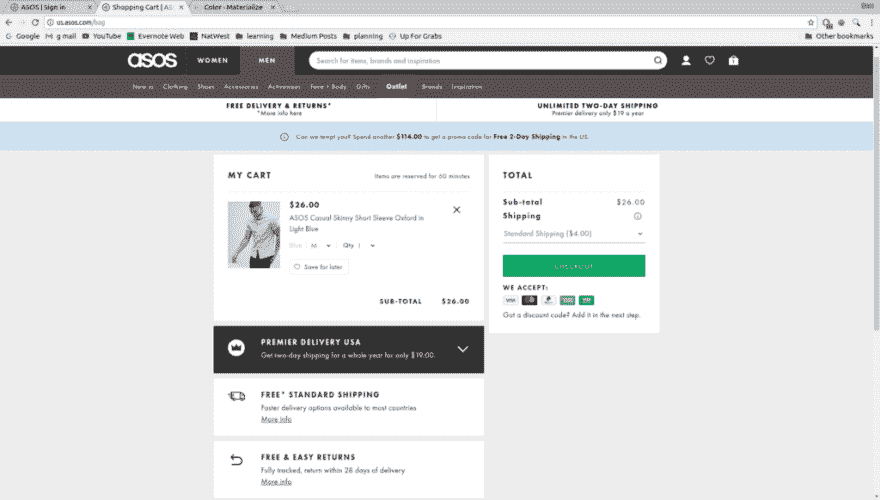 ASOS | Sign in
Shopping Cart | AS
Color - Materialize
us.asos.com/bag
Google
g mail
YouTube
Evernote Web
NatWest
learning
Medium Posts
planning
Up For Grabs
Other bookmarks
asos
WOMEN
MEN
Search for items, brands and inspiration
1
New in
Clothing
Shoes
Accessories
Activewear
Face + Body
Gifts
Outlet
Brands
Inspiration
FREE DELIVERY & RETURNS*
*More info here
UNLIMITED TWO-DAY SHIPPING
Premier delivery only $19 a year
Can we tempt you? Spend another $114.00 to get a promo code for Free 2-Day Shipping in the US.
MY CART
Items are reserved for 60 minutes
$26.00
ASOS Casual Skinny Short Sleeve Oxford in
Light Blue
Blue
M
Qty
1
Save for later
SUB-TOTAL $26.00
TOTAL
Sub-total $26.00
Shipping
Standard Shipping ($4.00)
CHECKOUT
WE ACCEPT:
VISA
Got a discount code? Add it in the next step.
PREMIER DELIVERY USA
Get two-day shipping for a whole year for only $19.00.
FREE* STANDARD SHIPPING
Faster delivery options available to most countries
More info
FREE & EASY RETURNS
Fully tracked, return within 28 days of delivery
More info